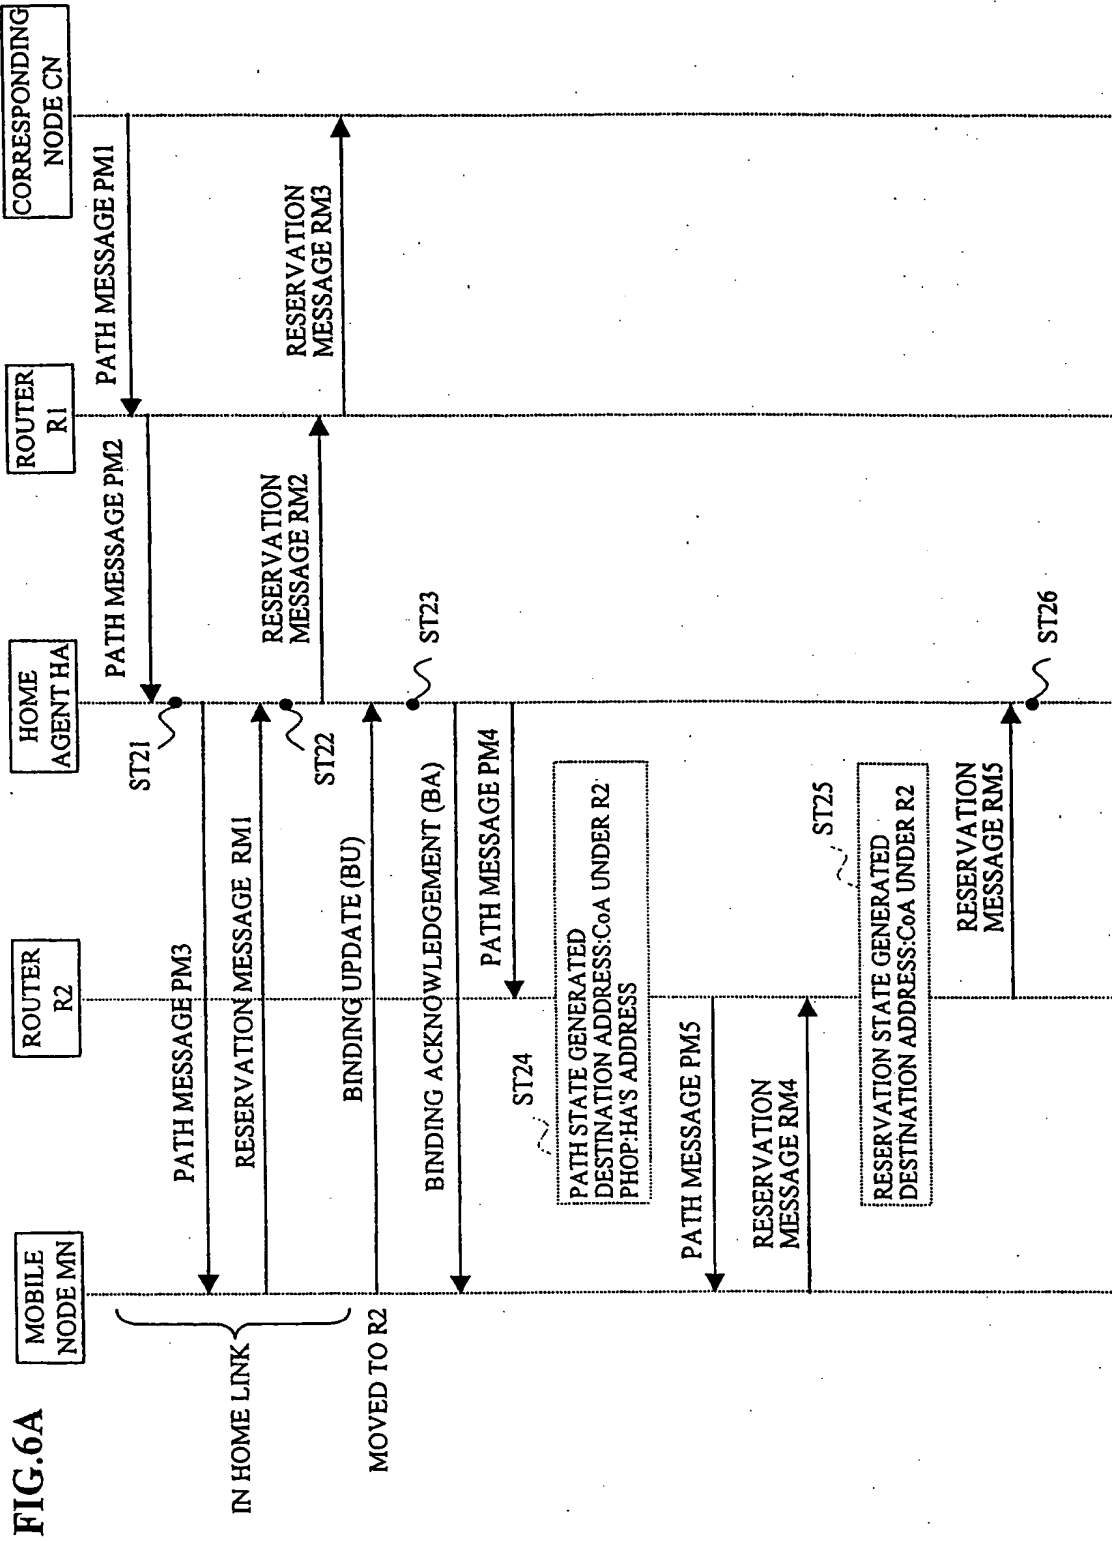 FIG.6A
MOBILE
NODE MN
ROUTER
R2
HOME
AGENT HA
ROUTER
R1
CORRESPONDING
NODE CN
PATH MESSAGE PM1
PATH MESSAGE PM2
ST21
PATH MESSAGE PM3
IN HOME LINK
RESERVATION MESSAGE RM1
ST22
RESERVATION
MESSAGE RM2
RESERVATION
MESSAGE RM3
MOVED TO R2
BINDING UPDATE (BU)
ST23
BINDING ACKNOWLEDGEMENT (BA)
PATH MESSAGE PM4
ST24
PATH STATE GENERATED
DESTINATION ADDRESS:CoA UNDER R2
PHOP:HA'S ADDRESS
PATH MESSAGE PM5
RESERVATION
MESSAGE RM4
ST25
RESERVATION STATE GENERATED
DESTINATION ADDRESS:CoA UNDER R2
RESERVATION
MESSAGE RM5
ST26